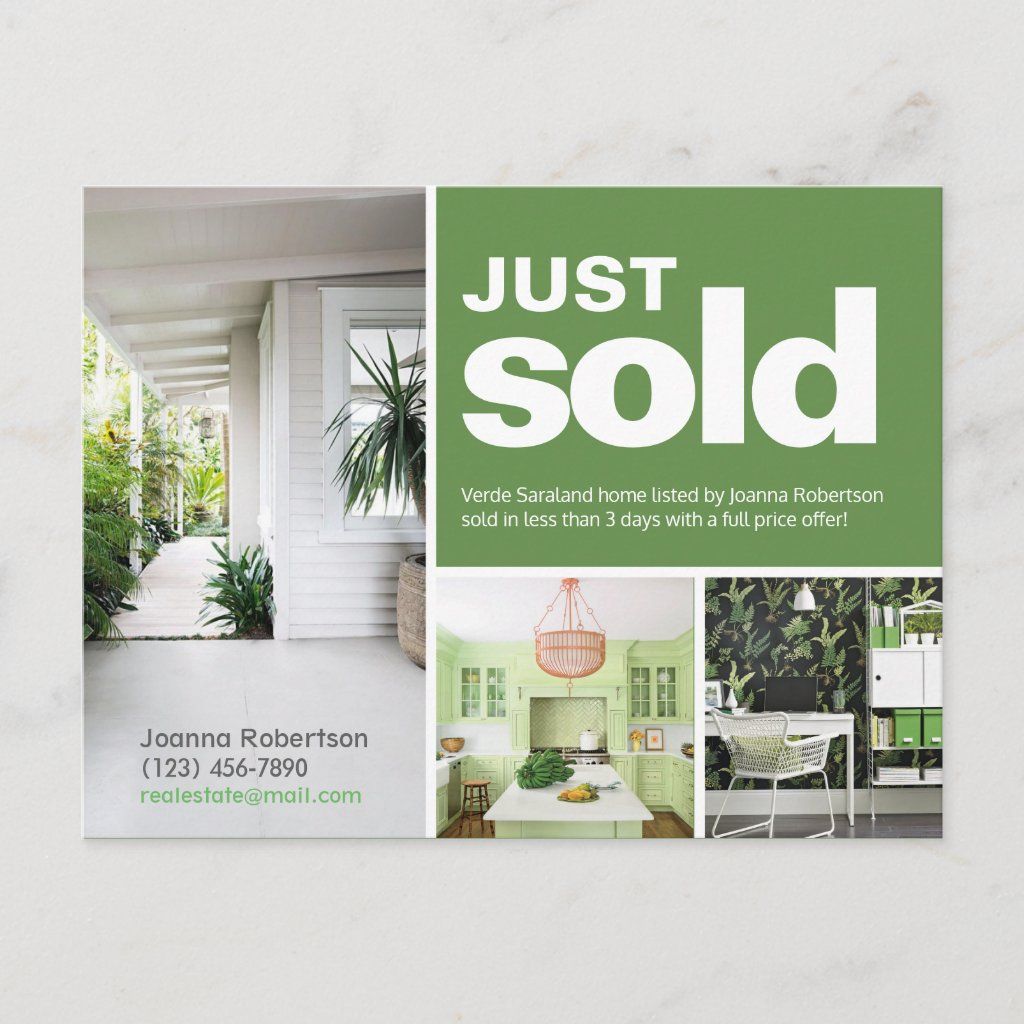 JUST
sold
Verde Saraland home listed by Joanna Robertson
sold in less than 3 days with a full price offer!
Joanna Robertson
(123) 456-7890
realestate@mail.com